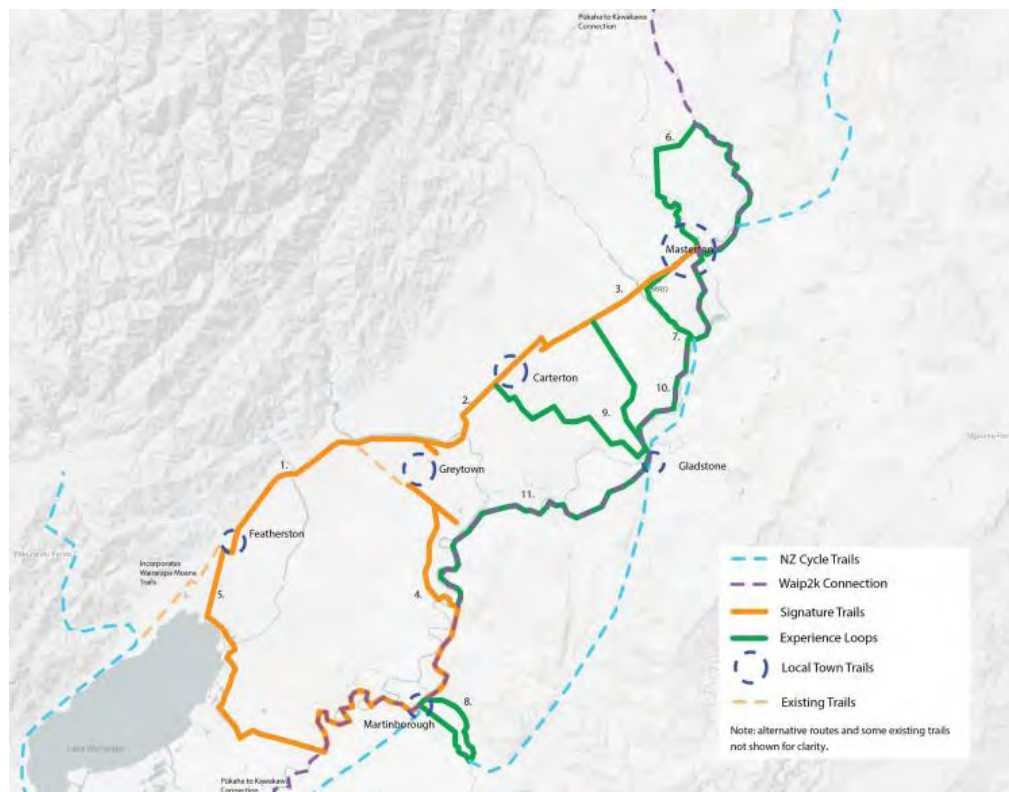 Pūkaha to Kawakawa
Connection
6.
Masterton
3.
7.
Carterton
10.
2.
9.
1.
Greytown
Gladstone
11.
Featherston
Incorporates
Wairarapa Moana
Trails
5.
4.
8.
Martinborough
Lake Wairarapa
Pūkaha to Kawakawa
Connection
NZ Cycle Trails
Waip2k Connection
Signature Trails
Experience Loops
Local Town Trails
Existing Trails
Note: alternative routes and some existing trails
not shown for clarity.